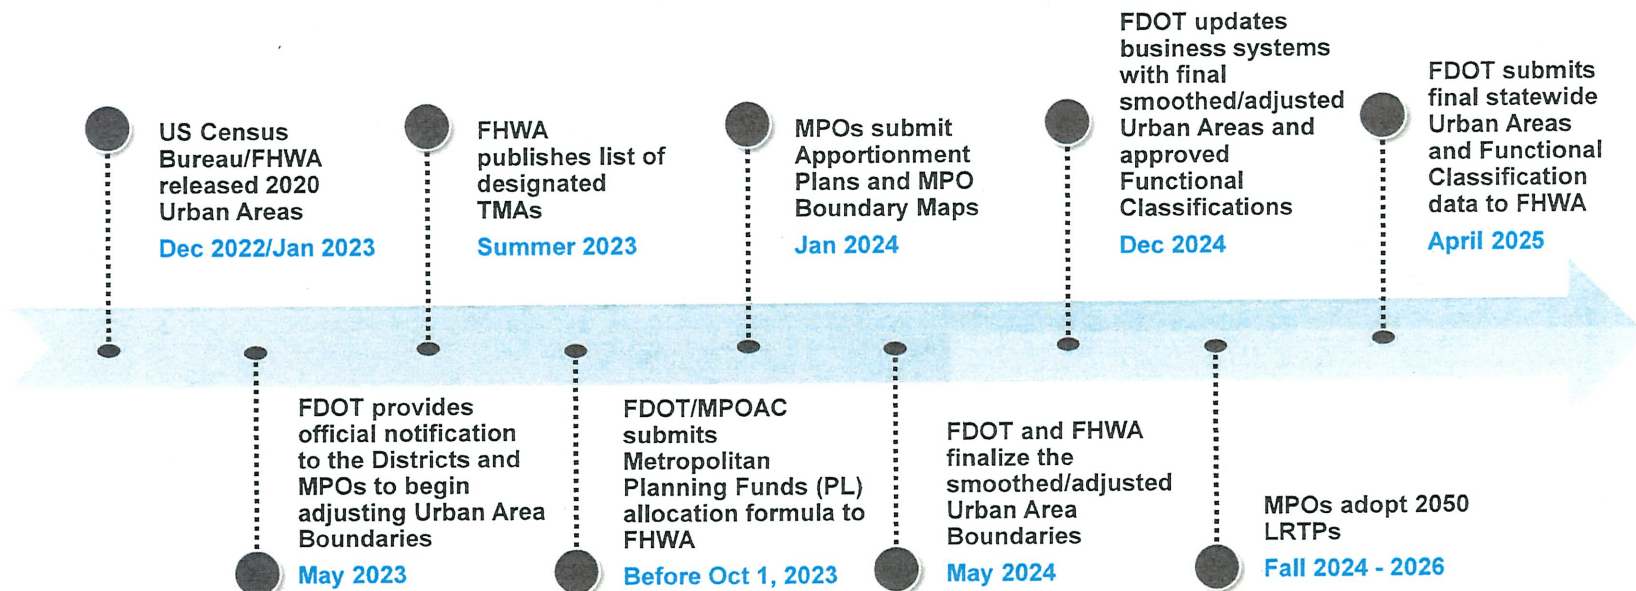 US Census
Bureau/FHWA
released 2020
Urban Areas
Dec 2022/Jan 2023
FDOT provides
official notification
to the Districts and
MPOs to begin
adjusting Urban Area
Boundaries
May 2023
FHWA
publishes list of
designated
TMAs
Summer 2023
FDOT/MPOAC
submits
Metropolitan
Planning Funds (PL)
allocation formula to
FHWA
Before Oct 1, 2023
MPOs submit
Apportionment
Plans and MPO
Boundary Maps
Jan 2024
FDOT and FHWA
finalize the
smoothed/adjusted
Urban Area
Boundaries
May 2024
FDOT updates
business systems
with final
smoothed/adjusted
Urban Areas and
approved
Functional
Classifications
Dec 2024
MPOs adopt 2050
LRTPs
Fall 2024 - 2026
FDOT submits
final statewide
Urban Areas
and Functional
Classification
data to FHWA
April 2025